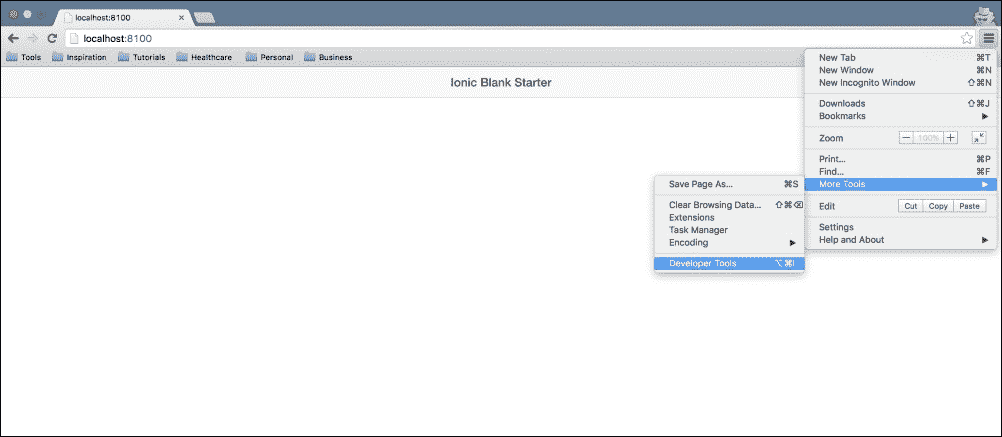 localhost:8100
localhost:8100
Tools Inspiration Tutorials Healthcare Personal Business
Ionic Blank Starter
New Tab ⌘T
New Window ⌘N
New Incognito Window ⇧⌘N
Downloads ⇧⌘J
Bookmarks ▶
Zoom − 100% +
Print... ⌘P
Find... ⌘F
More Tools ▶
Edit Cut Copy Paste
Settings
Help and About ▶
Save Page As... ⌘S
Clear Browsing Data... ⇧⌘⌫
Extensions
Task Manager
Encoding ▶
Developer Tools ⌥⌘I